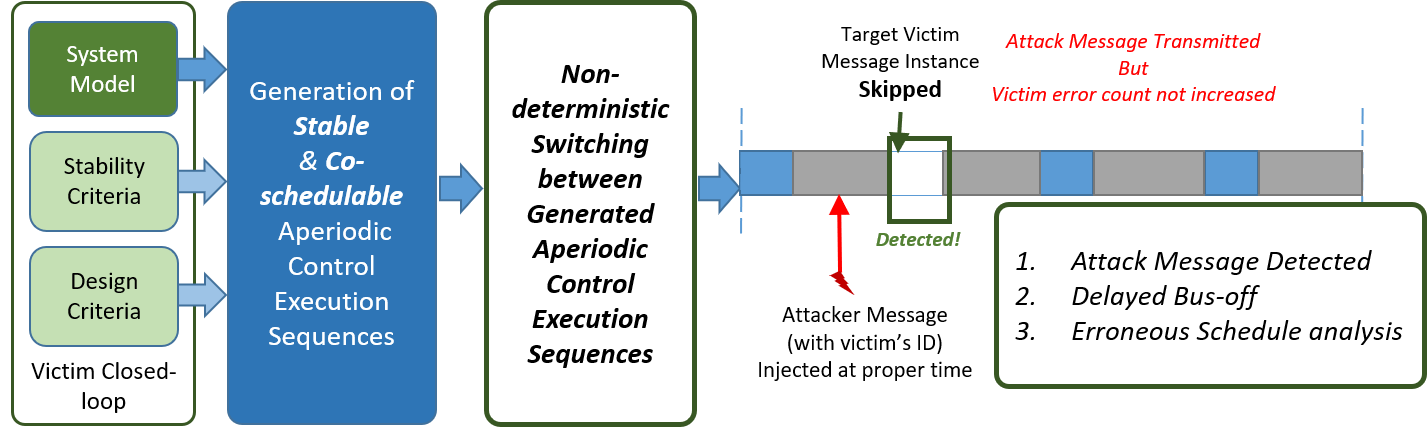 System
Model
Stability
Criteria
Design
Criteria
Victim Closed-
loop
Generation of
Stable
& Co-
schedulable
Aperiodic
Control
Execution
Sequences
Non-
deterministic
Switching
between
Generated
Aperiodic
Control
Execution
Sequences
Target Victim
Message Instance
Skipped
Attack Message Transmitted
But
Victim error count not increased
Detected!
Attacker Message
(with victim's ID)
Injected at proper time
1. Attack Message Detected
2. Delayed Bus-off
3. Erroneous Schedule analysis